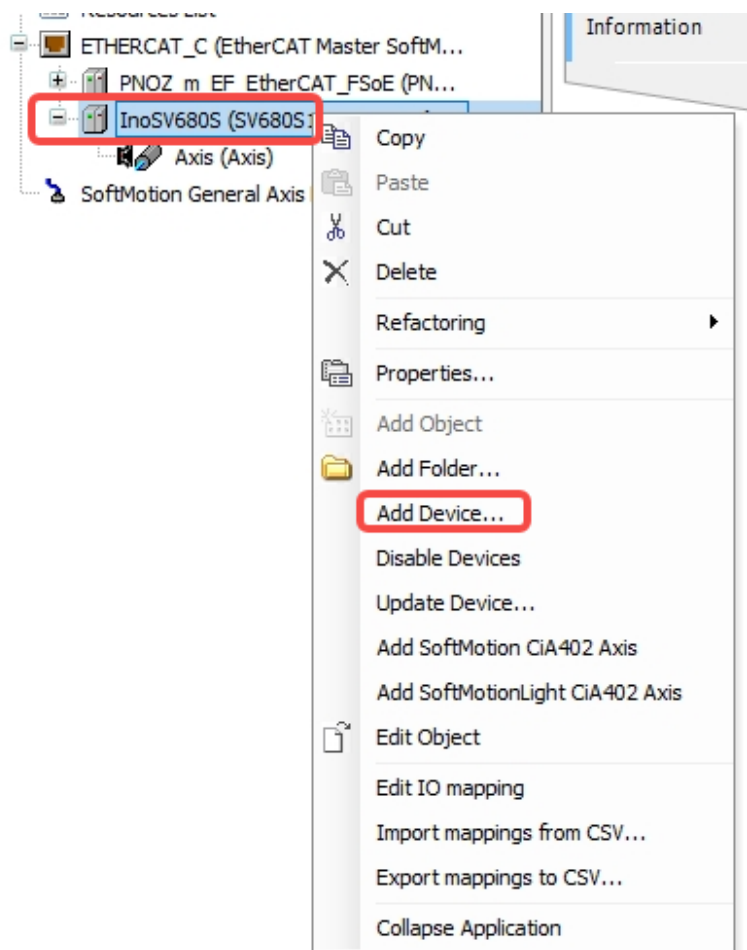 Resources List
ETHERCAT_C (EtherCAT Master SoftM...
PNOZ_m_EF_EtherCAT_FSoE (PN...
InoSV680S (SV680S
Axis (Axis)
SoftMotion General Axis
Information
Copy
Paste
Cut
Delete
Refactoring
Properties...
Add Object
Add Folder...
Add Device...
Disable Devices
Update Device...
Add SoftMotion CiA402 Axis
Add SoftMotionLight CiA402 Axis
Edit Object
Edit IO mapping
Import mappings from CSV...
Export mappings to CSV...
Collapse Application